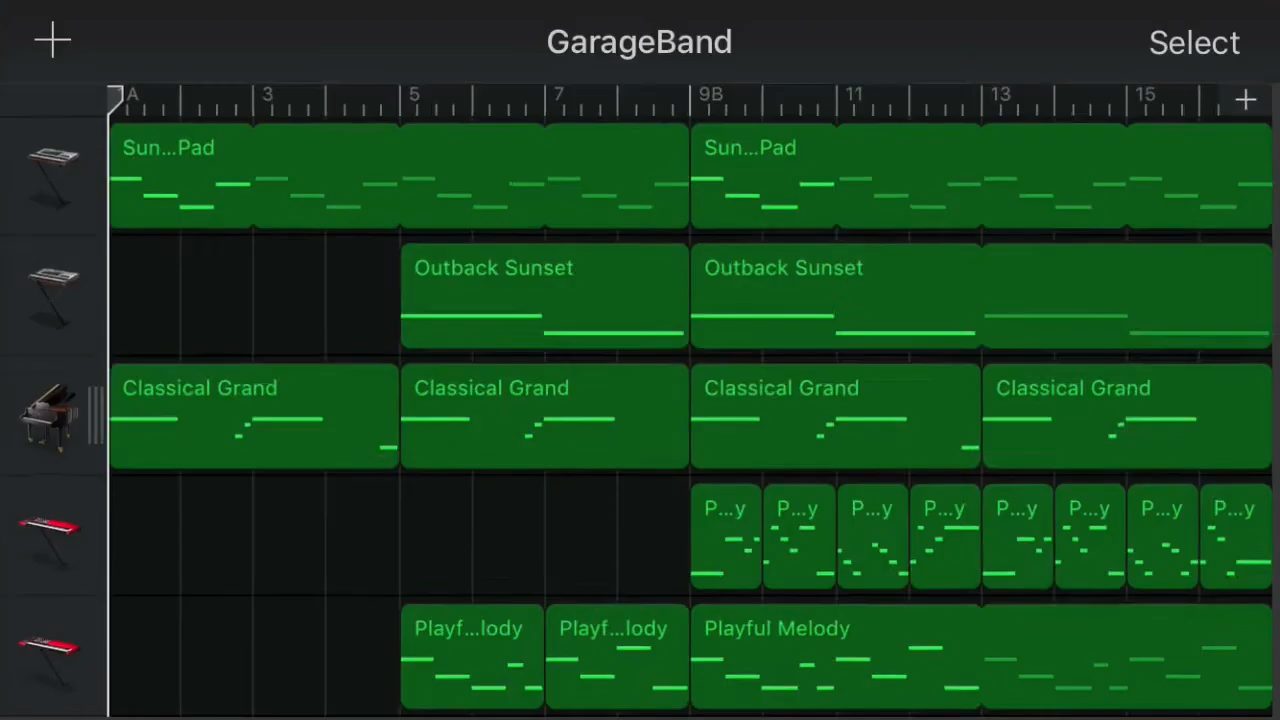 GarageBand
Select
A 3 5 7 9B 11 13 15
Sun...Pad Sun...Pad
Outback Sunset Outback Sunset
Classical Grand Classical Grand Classical Grand Classical Grand
P...y P...y P...y P...y P...y P...y P...y P...y
Playf...lody Playf...lody Playful Melody